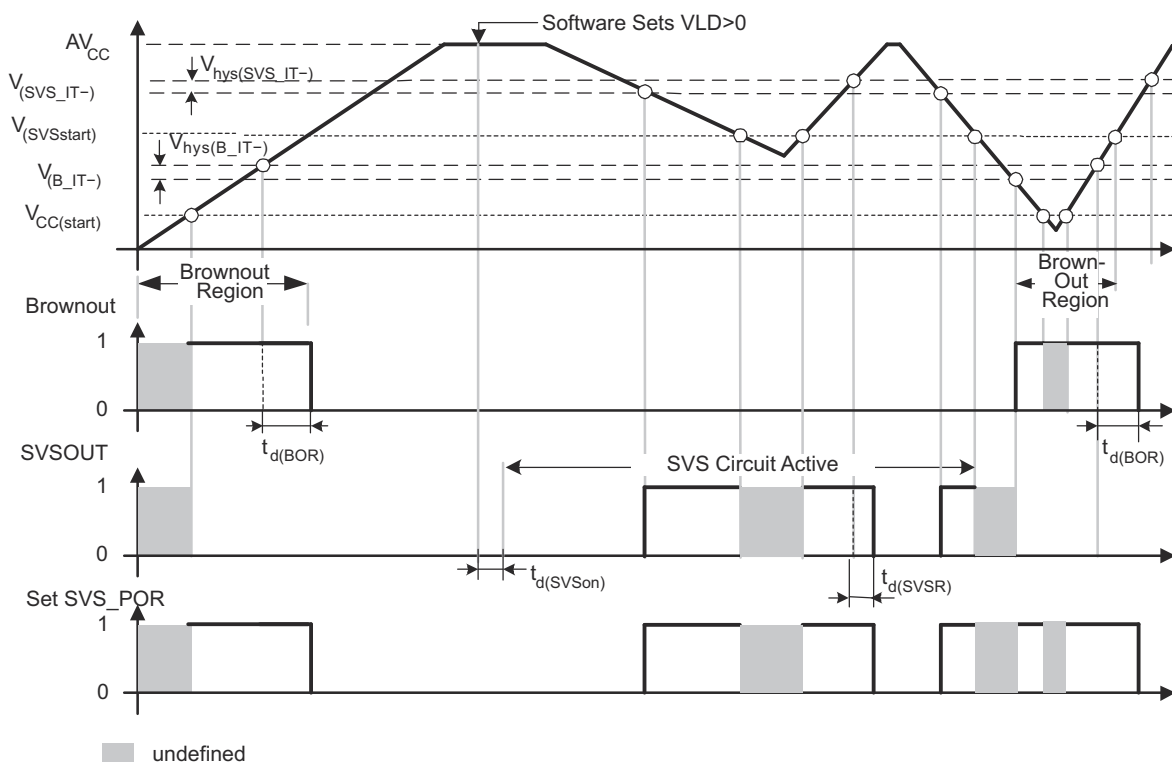 Software Sets VLD>0
AVCC
Vhys(SVS_IT−)
V(SVS_IT−)
V(SVSstart)
Vhys(B_IT−)
V(B_IT−)
VCC(start)
Brownout
Region
Brown-
Out
Region
Brownout
1
0
td(BOR)
td(BOR)
SVSOUT
SVS Circuit Active
1
0
td(SVSon)
td(SVSR)
Set SVS_POR
1
0
undefined